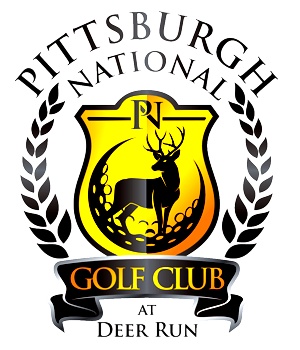 PITTSBURGH
NATIONAL
PN
GOLF CLUB
AT
DEER RUN